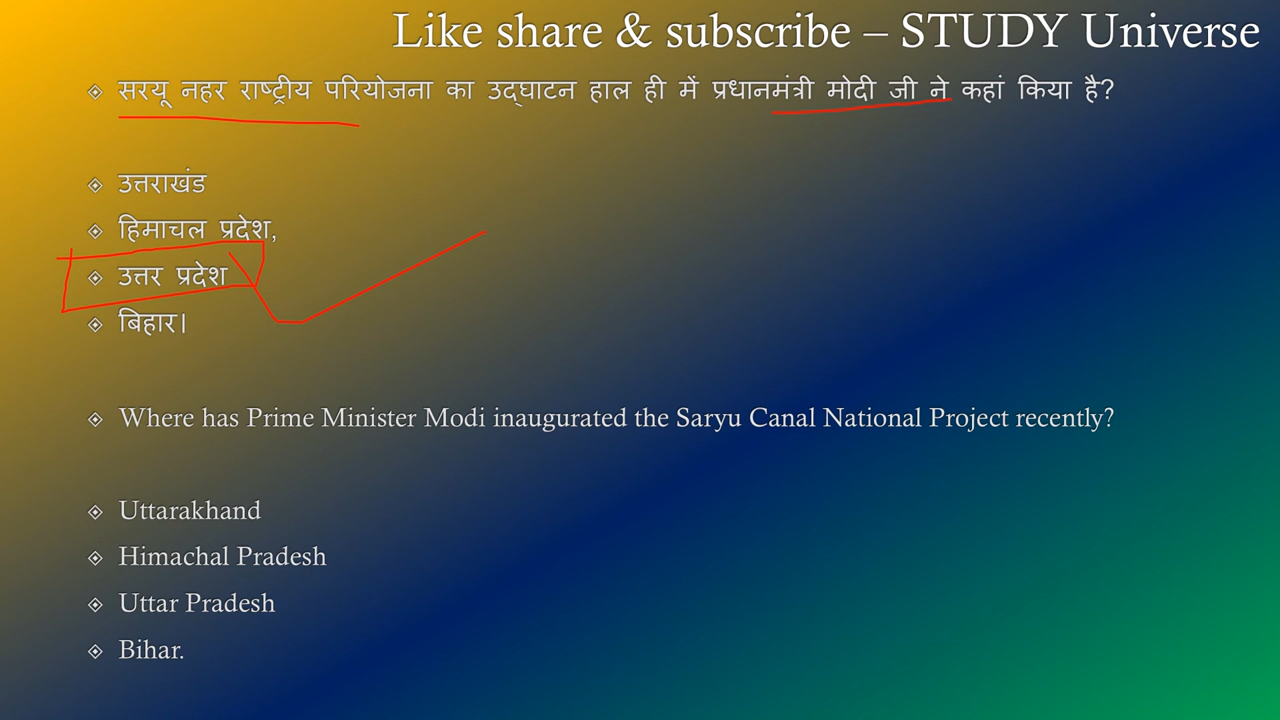 Like share & subscribe – STUDY Universe
सरयू नहर राष्ट्रीय परियोजना का उद्घाटन हाल ही में प्रधानमंत्री मोदी जी ने कहां किया है?
उत्तराखंड
हिमाचल प्रदेश,
उत्तर प्रदेश
बिहार।
Where has Prime Minister Modi inaugurated the Saryu Canal National Project recently?
Uttarakhand
Himachal Pradesh
Uttar Pradesh
Bihar.